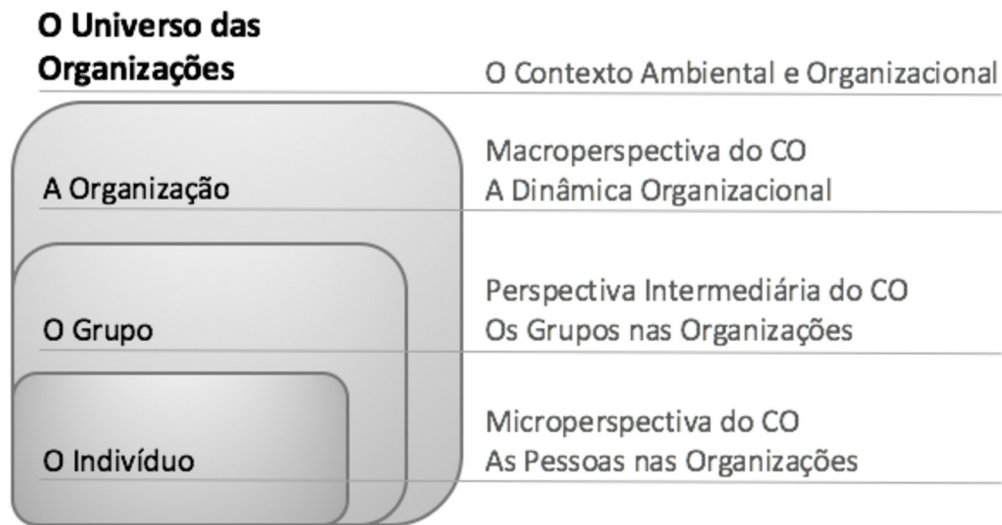 O Universo das
Organizações
O Contexto Ambiental e Organizacional
A Organização
Macroperspectiva do CO
A Dinâmica Organizacional
O Grupo
Perspectiva Intermediária do CO
Os Grupos nas Organizações
O Indivíduo
Microperspectiva do CO
As Pessoas nas Organizações